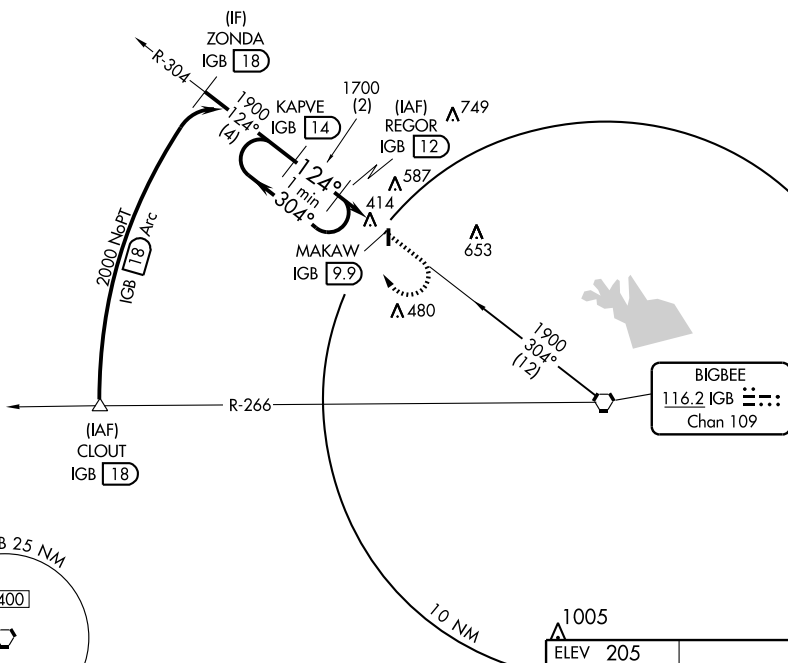 (IF)
ZONDA
IGB 18
R-304
1900
124°
(4)
KAPVE
IGB 14
1700
(2)
(IAF)
REGOR
IGB 12
749
124°
1 min
304°
587
414
MAKAW
IGB 9.9
653
480
2000 NoPT
IGB 18 Arc
1900
304°
(12)
BIGBEE
116.2 IGB
Chan 109
R-266
(IAF)
CLOUT
IGB 18
25 NM
10 NM
1005
ELEV 205